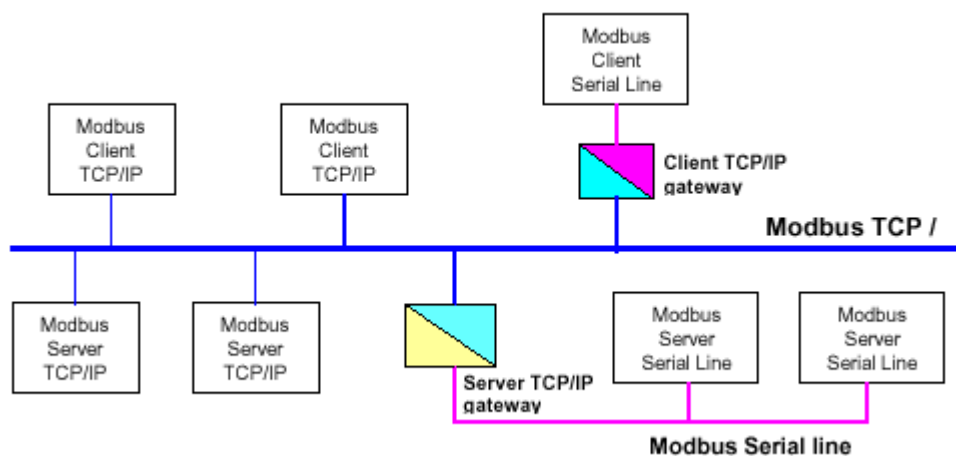 Modbus
Client
Serial Line
Modbus
Client
TCP/IP
Modbus
Client
TCP/IP
Client TCP/IP
gateway
Modbus TCP /
Modbus
Server
TCP/IP
Modbus
Server
TCP/IP
Server TCP/IP
gateway
Modbus
Server
Serial Line
Modbus
Server
Serial Line
Modbus Serial line